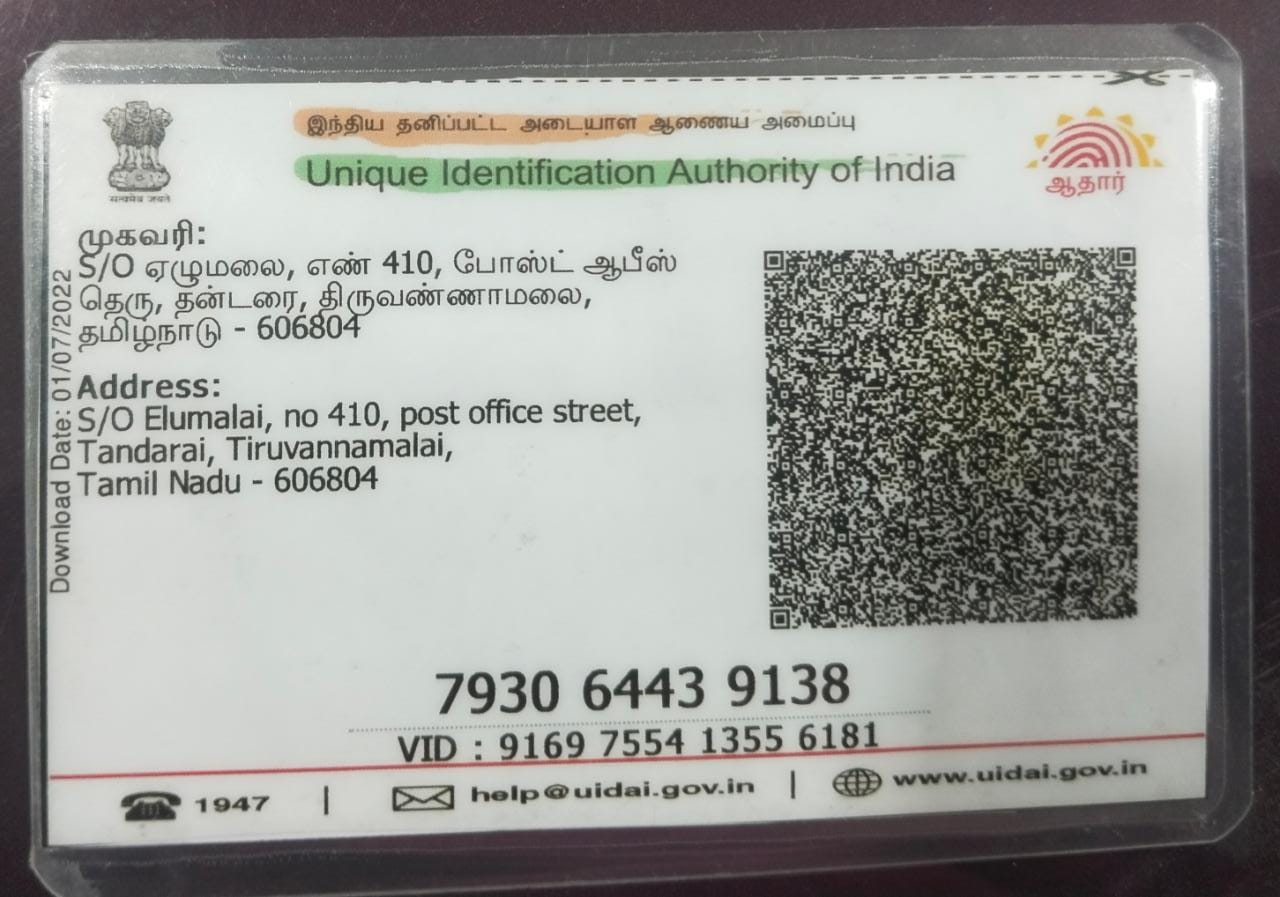 இந்திய தனிப்பட்ட அடையாள ஆணைய அமைப்பு
Unique Identification Authority of India
सत्यमेव जयते
ஆதார்
முகவரி:
S/O ஏழுமலை, எண் 410, போஸ்ட் ஆபீஸ்
தெரு, தன்டரை, திருவண்ணாமலை,
தமிழ்நாடு - 606804
Address:
S/O Elumalai, no 410, post office street,
Tandarai, Tiruvannamalai,
Tamil Nadu - 606804
Download Date: 01/07/2022
7930 6443 9138
VID : 9169 7554 1355 6181
1947 | help@uidai.gov.in | www.uidai.gov.in